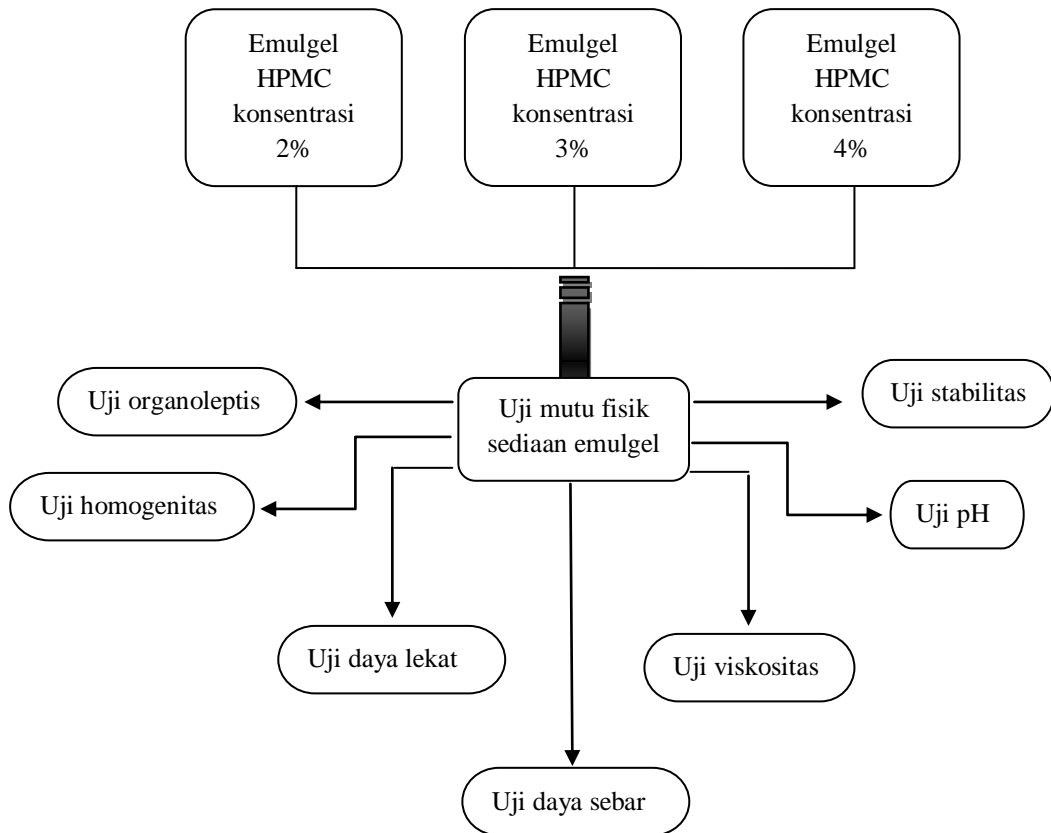 Emulgel
HPMC
konsentrasi
2%
Emulgel
HPMC
konsentrasi
3%
Emulgel
HPMC
konsentrasi
4%
Uji organoleptis
Uji mutu fisik
sediaan emulgel
Uji stabilitas
Uji homogenitas
Uji pH
Uji daya lekat
Uji viskositas
Uji daya sebar